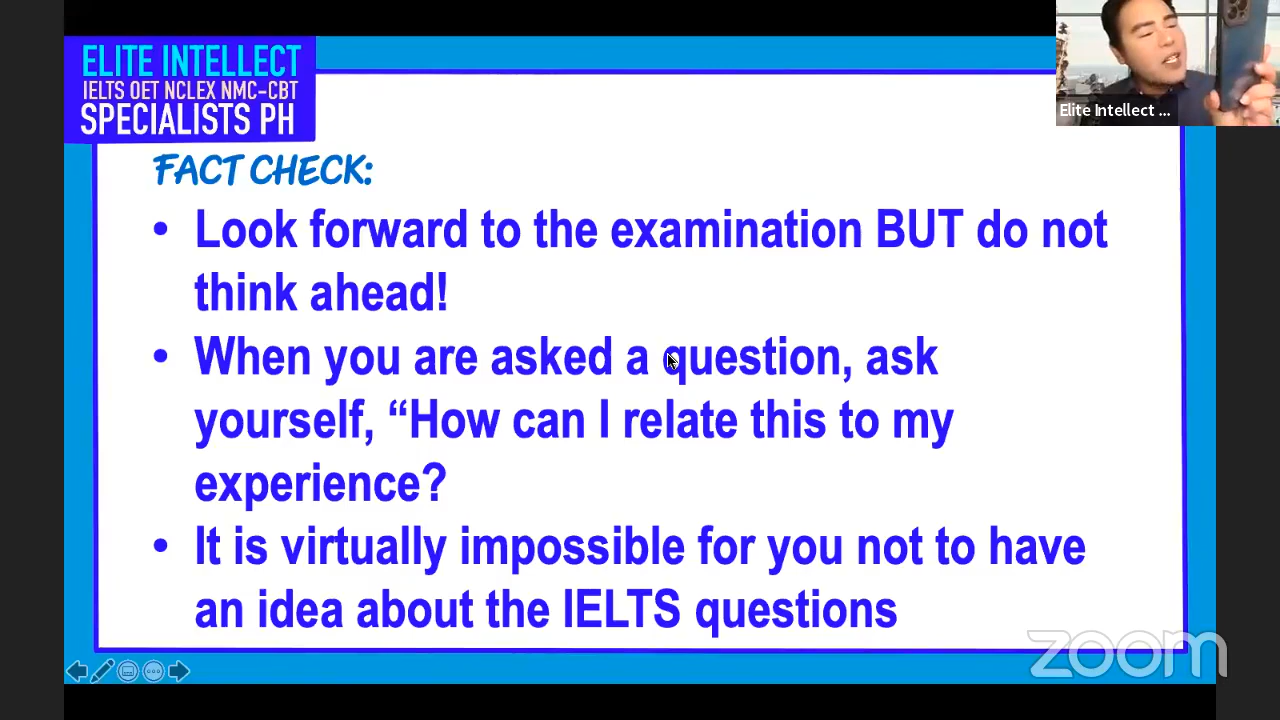 ELITE INTELLECT
IELTS OET NCLEX NMC-CBT
SPECIALISTS PH
Elite Intellect ...
FACT CHECK:
• Look forward to the examination BUT do not
think ahead!
• When you are asked a question, ask
yourself, “How can I relate this to my
experience?
• It is virtually impossible for you not to have
an idea about the IELTS questions
zoom